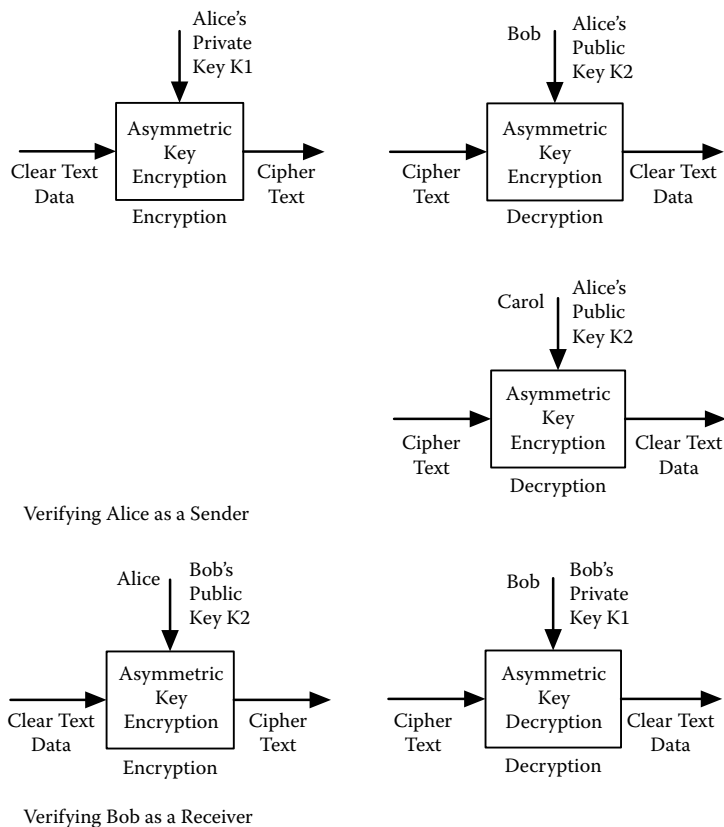 Alice's
Private
Key K1
Asymmetric
Key
Encryption
Clear Text
Data
Cipher
Text
Encryption
Bob
Alice's
Public
Key K2
Asymmetric
Key
Encryption
Cipher
Text
Clear Text
Data
Decryption
Carol
Alice's
Public
Key K2
Asymmetric
Key
Encryption
Cipher
Text
Clear Text
Data
Decryption
Verifying Alice as a Sender
Alice
Bob's
Public
Key K2
Asymmetric
Key
Encryption
Clear Text
Data
Cipher
Text
Encryption
Bob
Bob's
Private
Key K1
Asymmetric
Key
Decryption
Cipher
Text
Clear Text
Data
Decryption
Verifying Bob as a Receiver